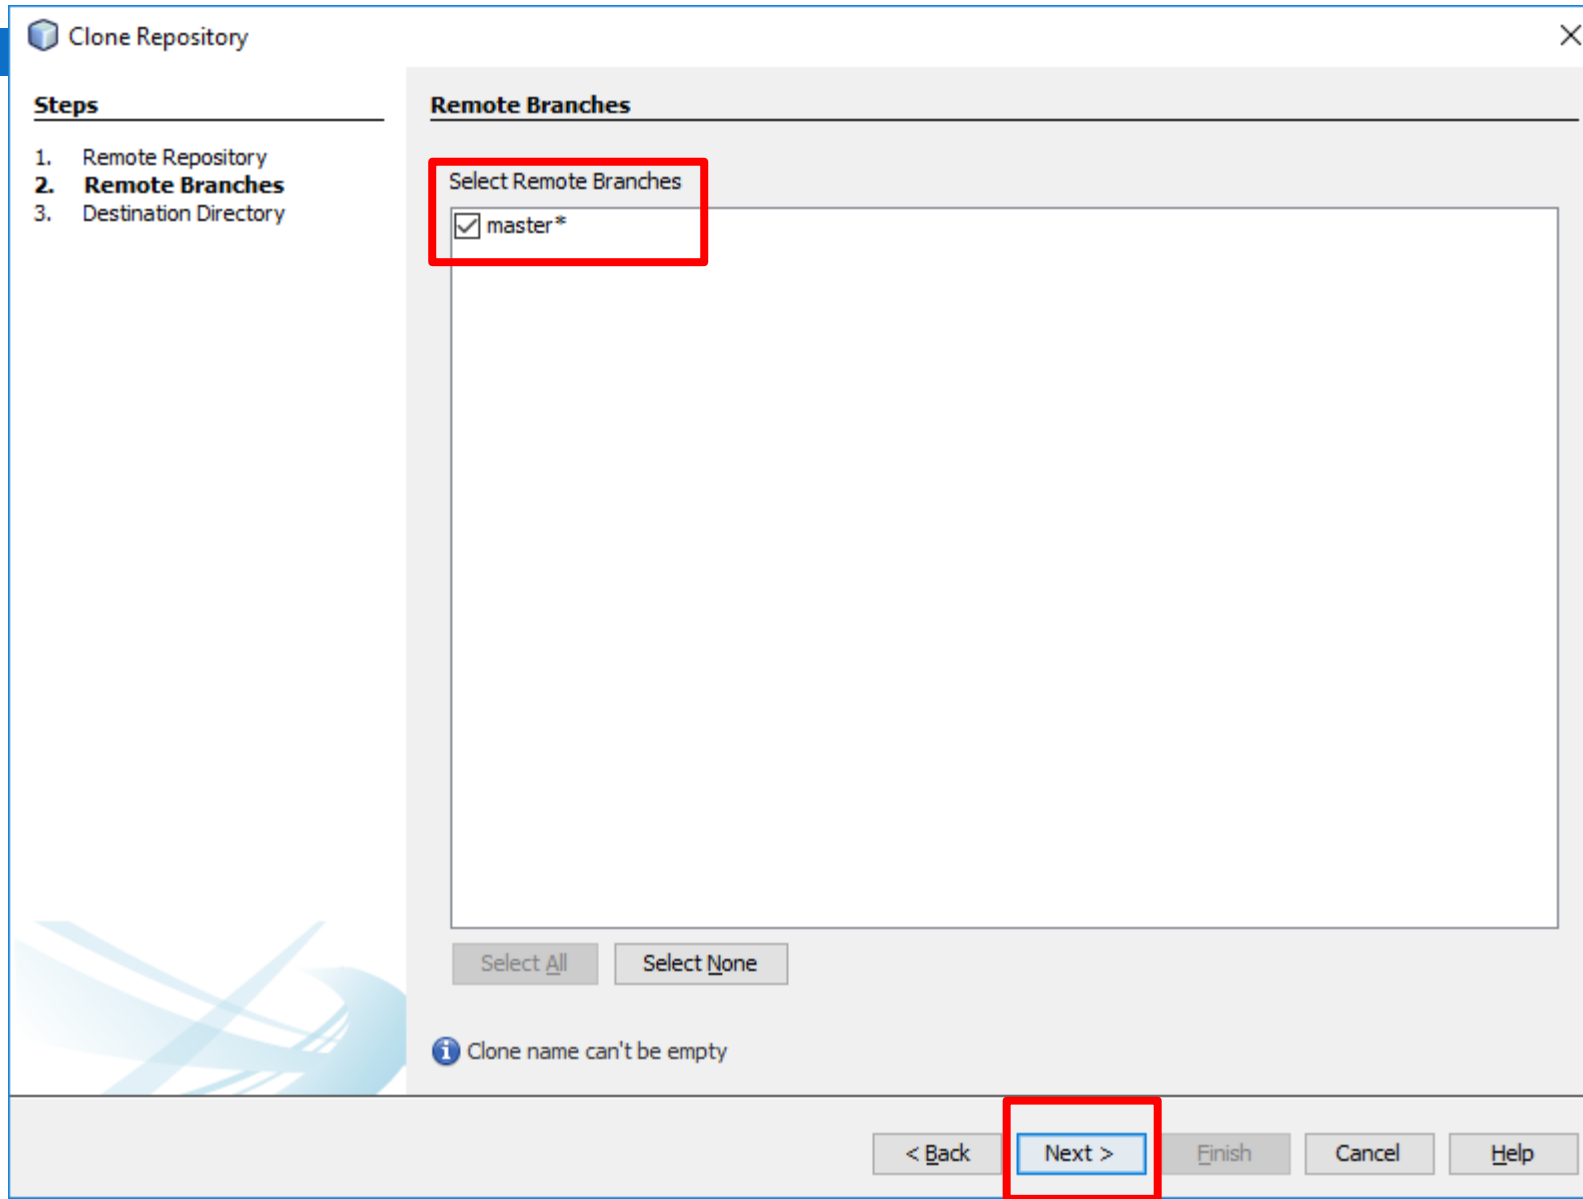 Clone Repository
Steps
1. Remote Repository
2. Remote Branches
3. Destination Directory
Remote Branches
Select Remote Branches
master*
Select All
Select None
Clone name can't be empty
< Back
Next >
Finish
Cancel
Help